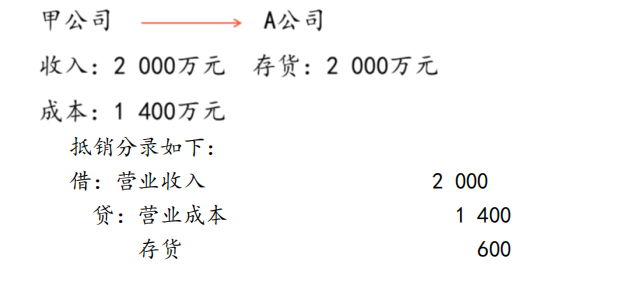 甲公司 A公司
收入：2 000万元 存货：2 000万元
成本：1 400万元
抵销分录如下：
借：营业收入 2 000
贷：营业成本 1 400
存货 600